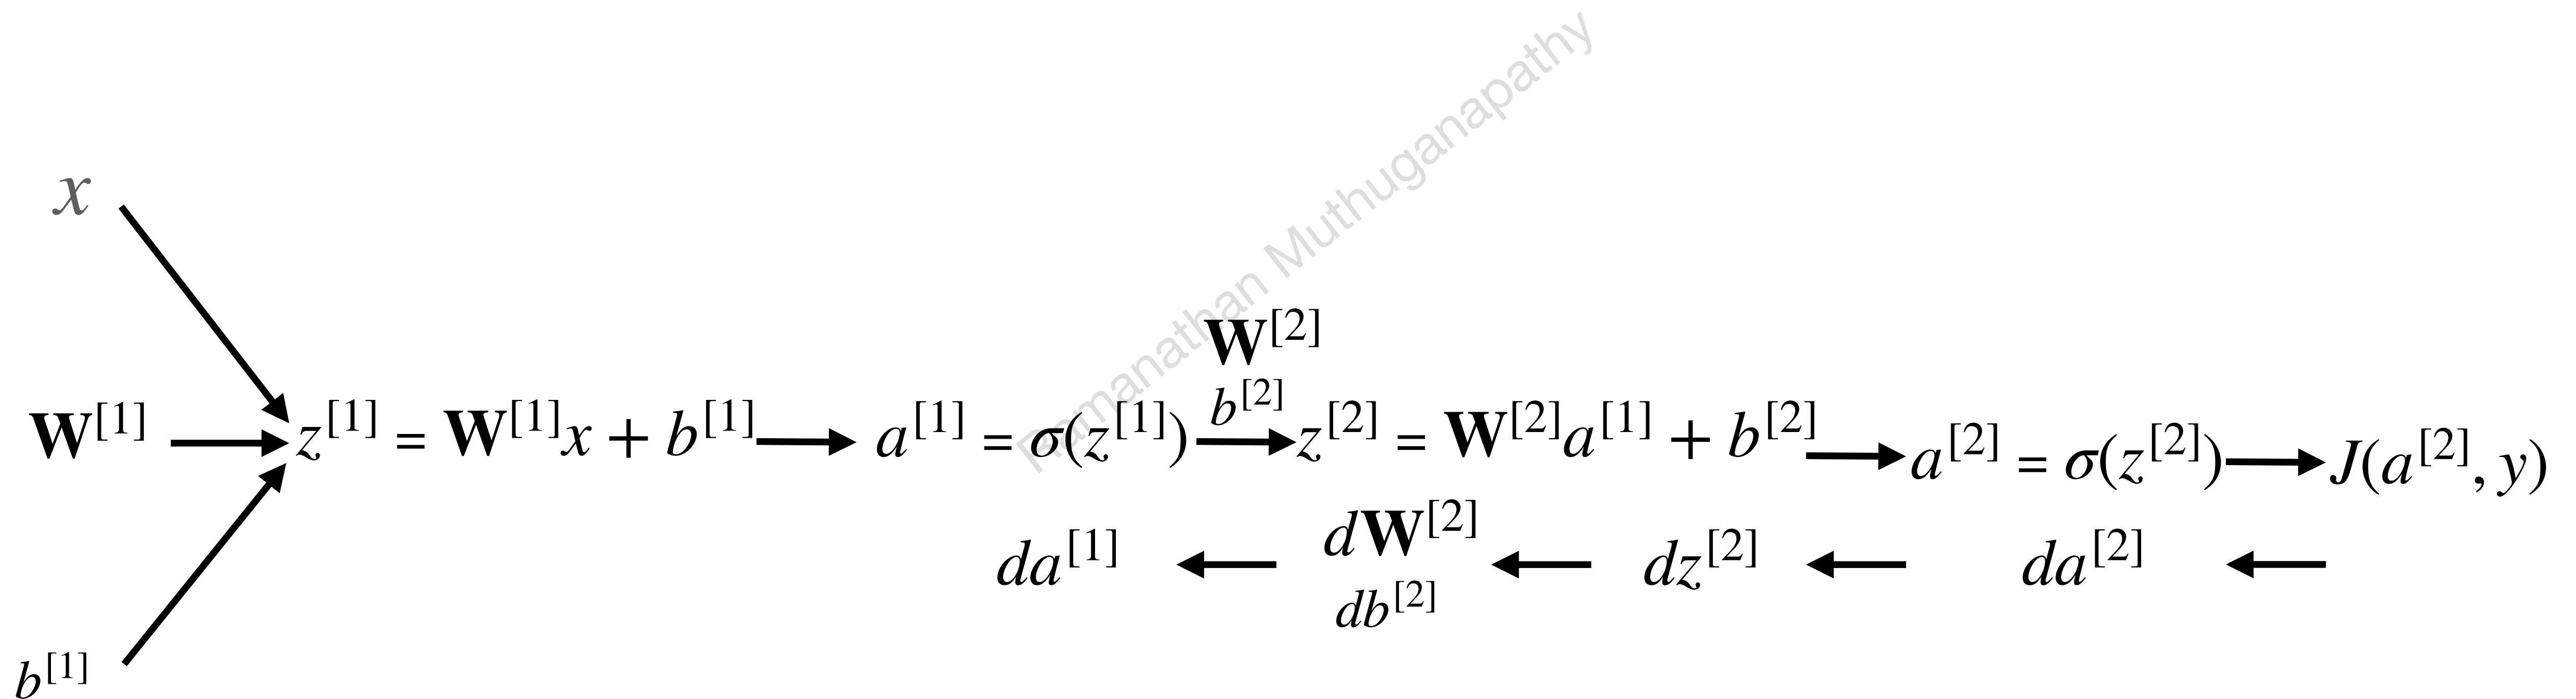 Ramanathan Muthuganapathy
x
W^{[2]}
b^{[2]}
W^{[1]} z^{[1]} = W^{[1]}x + b^{[1]} a^{[1]} = σ(z^{[1]}) z^{[2]} = W^{[2]}a^{[1]} + b^{[2]} a^{[2]} = σ(z^{[2]}) J(a^{[2]}, y)
da^{[1]} dW^{[2]} dz^{[2]} da^{[2]}
db^{[2]}
b^{[1]}